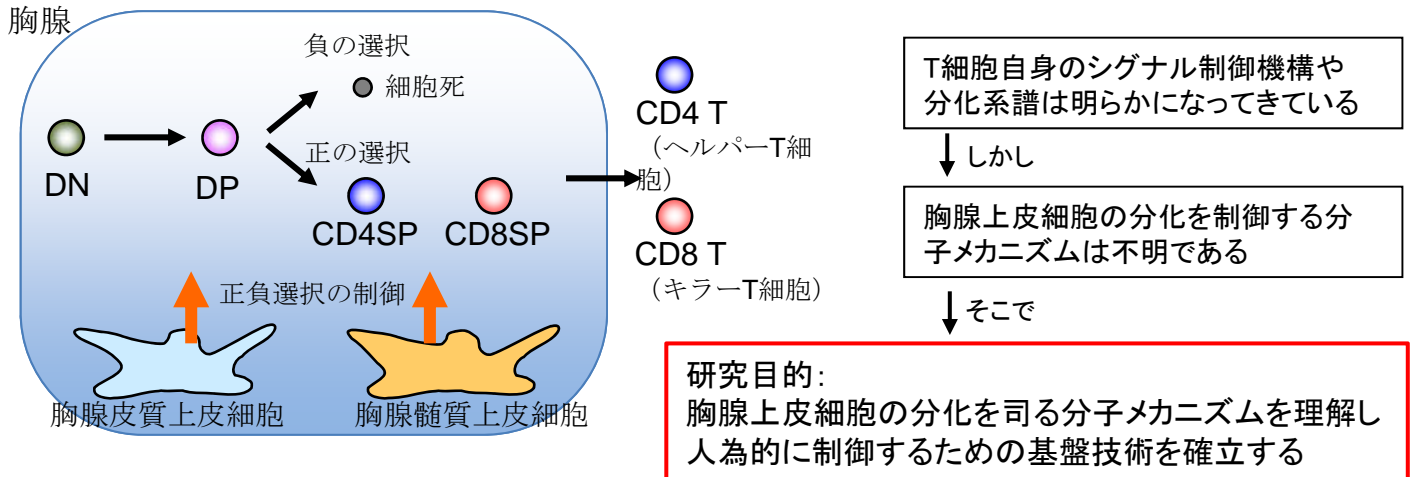 胸腺
負の選択
細胞死
正の選択
DN
DP
CD4SP
CD8SP
正負選択の制御
胸腺皮質上皮細胞
胸腺髄質上皮細胞
CD4 T
（ヘルパーT細
胞）
CD8 T
（キラーT細胞）
T細胞自身のシグナル制御機構や
分化系譜は明らかになってきている
しかし
胸腺上皮細胞の分化を制御する分
子メカニズムは不明である
そこで
研究目的：
胸腺上皮細胞の分化を司る分子メカニズムを理解し
人為的に制御するための基盤技術を確立する